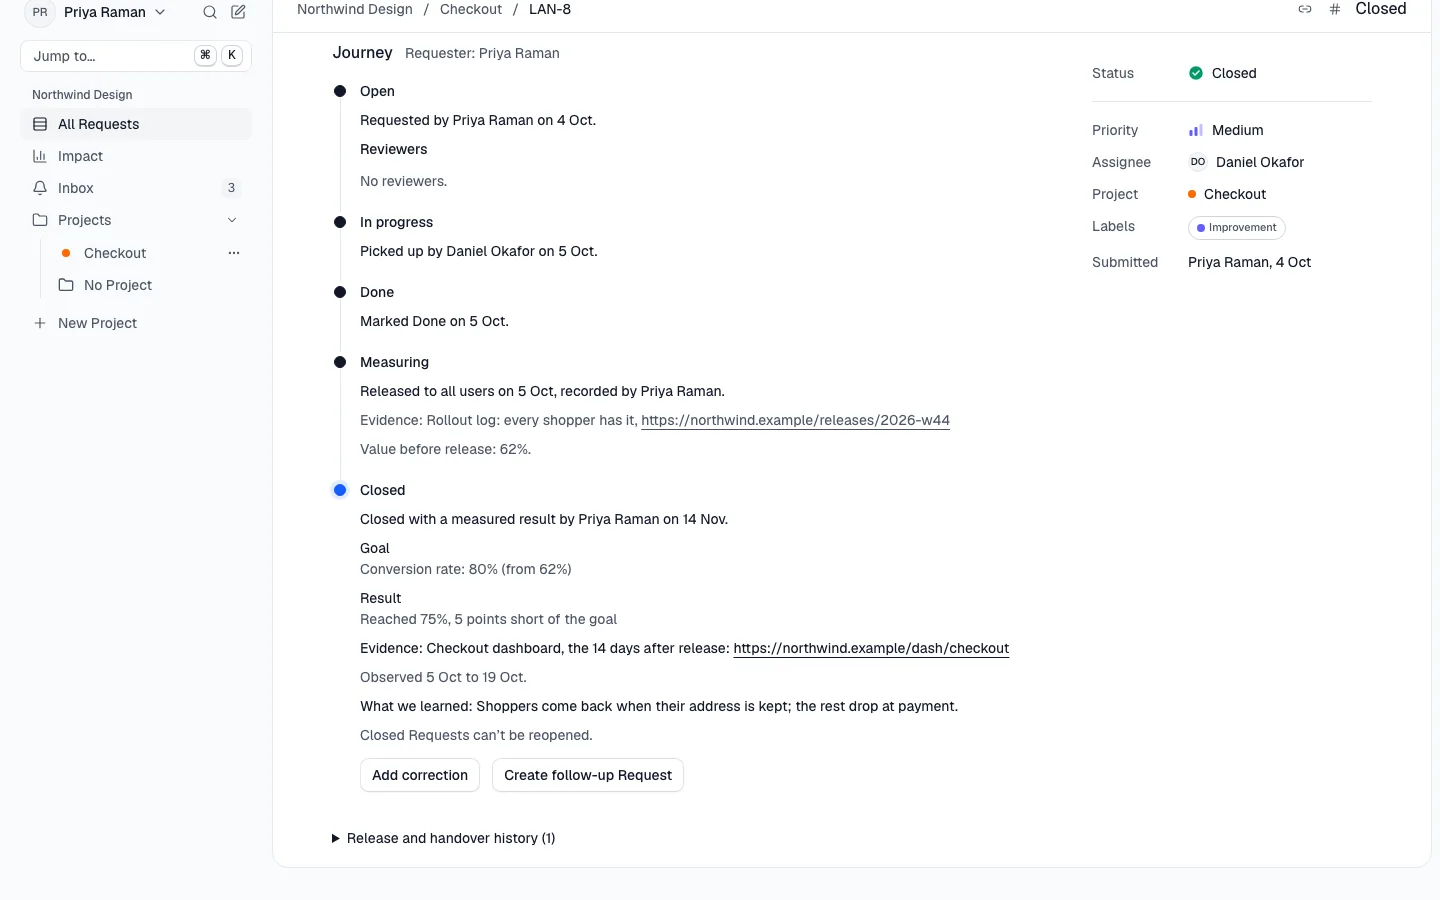 PR Priya Raman
Jump to... ⌘ K
Northwind Design
All Requests
Impact
Inbox 3
Projects
Checkout
No Project
New Project
Northwind Design / Checkout / LAN-8
Closed
Journey Requester: Priya Raman
Open
Requested by Priya Raman on 4 Oct.
Reviewers
No reviewers.
In progress
Picked up by Daniel Okafor on 5 Oct.
Done
Marked Done on 5 Oct.
Measuring
Released to all users on 5 Oct, recorded by Priya Raman.
Evidence: Rollout log: every shopper has it, https://northwind.example/releases/2026-w44
Value before release: 62%.
Closed
Closed with a measured result by Priya Raman on 14 Nov.
Goal
Conversion rate: 80% (from 62%)
Result
Reached 75%, 5 points short of the goal
Evidence: Checkout dashboard, the 14 days after release: https://northwind.example/dash/checkout
Observed 5 Oct to 19 Oct.
What we learned: Shoppers come back when their address is kept; the rest drop at payment.
Closed Requests can’t be reopened.
Add correction
Create follow-up Request
Release and handover history (1)
Status Closed
Priority Medium
Assignee DO Daniel Okafor
Project Checkout
Labels Improvement
Submitted Priya Raman, 4 Oct